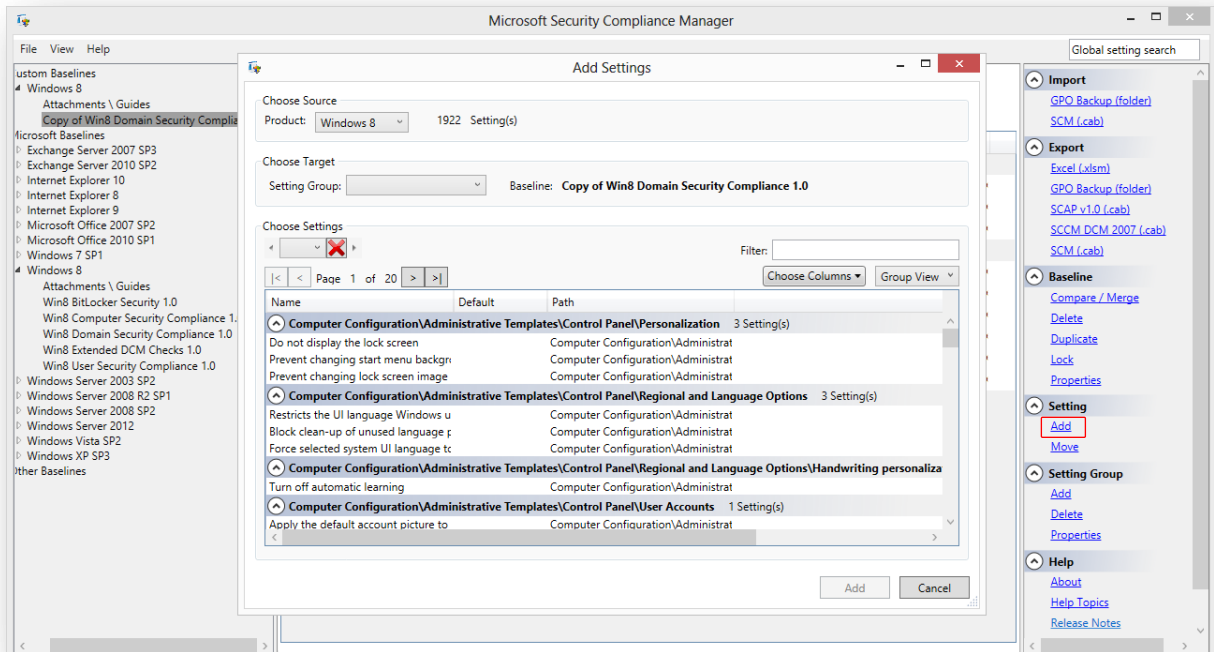 Microsoft Security Compliance Manager
File View Help
Global setting search
ustom Baselines
Windows 8
Attachments \ Guides
Copy of Win8 Domain Security Complia
Microsoft Baselines
Exchange Server 2007 SP3
Exchange Server 2010 SP2
Internet Explorer 10
Internet Explorer 8
Internet Explorer 9
Microsoft Office 2007 SP2
Microsoft Office 2010 SP1
Windows 7 SP1
Windows 8
Attachments \ Guides
Win8 BitLocker Security 1.0
Win8 Computer Security Compliance 1.
Win8 Domain Security Compliance 1.0
Win8 Extended DCM Checks 1.0
Win8 User Security Compliance 1.0
Windows Server 2003 SP2
Windows Server 2008 R2 SP1
Windows Server 2008 SP2
Windows Server 2012
Windows Vista SP2
Windows XP SP3
Other Baselines
Add Settings
Choose Source
Product: Windows 8 1922 Setting(s)
Choose Target
Setting Group: Baseline: Copy of Win8 Domain Security Compliance 1.0
Choose Settings
Filter:
|< < Page 1 of 20 > >| Choose Columns Group View
Name Default Path
Computer Configuration\Administrative Templates\Control Panel\Personalization 3 Setting(s)
Do not display the lock screen Computer Configuration\Administrat
Prevent changing start menu backgro Computer Configuration\Administrat
Prevent changing lock screen image Computer Configuration\Administrat
Computer Configuration\Administrative Templates\Control Panel\Regional and Language Options 3 Setting(s)
Restricts the UI language Windows u Computer Configuration\Administrat
Block clean-up of unused language p Computer Configuration\Administrat
Force selected system UI language to Computer Configuration\Administrat
Computer Configuration\Administrative Templates\Control Panel\Regional and Language Options\Handwriting personaliza
Turn off automatic learning Computer Configuration\Administrat
Computer Configuration\Administrative Templates\Control Panel\User Accounts 1 Setting(s)
Apply the default account picture to Computer Configuration\Administrat
Add Cancel
Import
GPO Backup (folder)
SCM (.cab)
Export
Excel (.xlsm)
GPO Backup (folder)
SCAP v1.0 (.cab)
SCCM DCM 2007 (.cab)
SCM (.cab)
Baseline
Compare / Merge
Delete
Duplicate
Lock
Properties
Setting
Add
Move
Setting Group
Add
Delete
Properties
Help
About
Help Topics
Release Notes